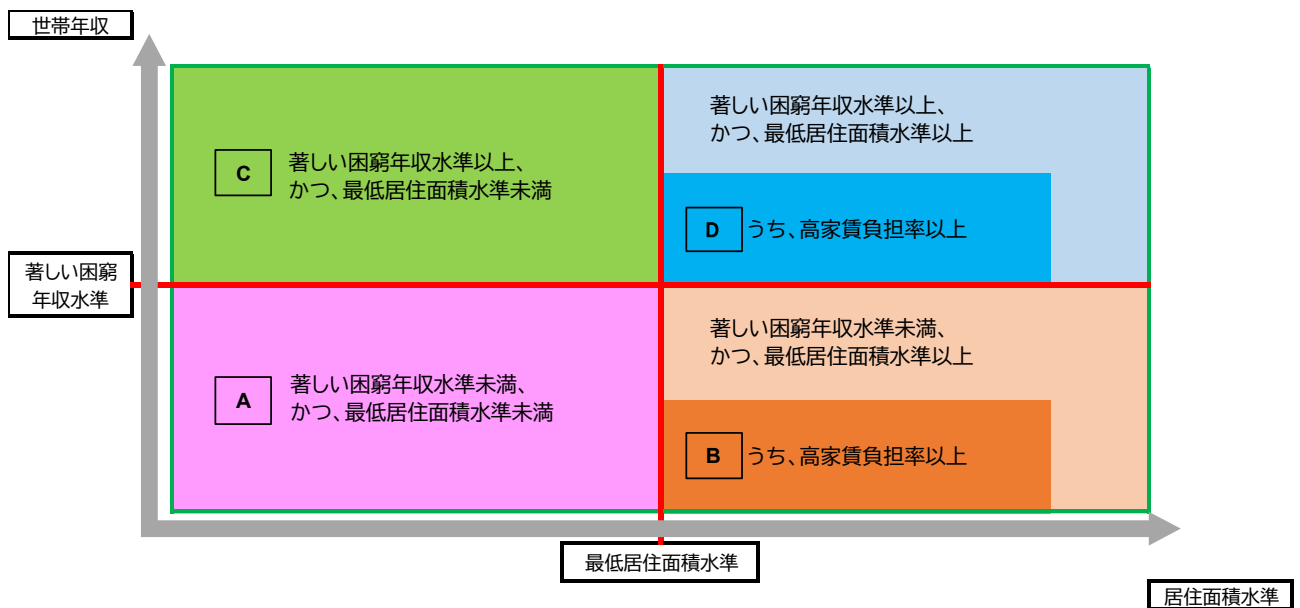 世帯年収
著しい困窮年収水準以上、
かつ、最低居住面積水準以上
C
著しい困窮年収水準以上、
かつ、最低居住面積水準未満
D
うち、高家賃負担率以上
著しい困窮
年収水準
著しい困窮年収水準未満、
かつ、最低居住面積水準以上
A
著しい困窮年収水準未満、
かつ、最低居住面積水準未満
B
うち、高家賃負担率以上
最低居住面積水準
居住面積水準